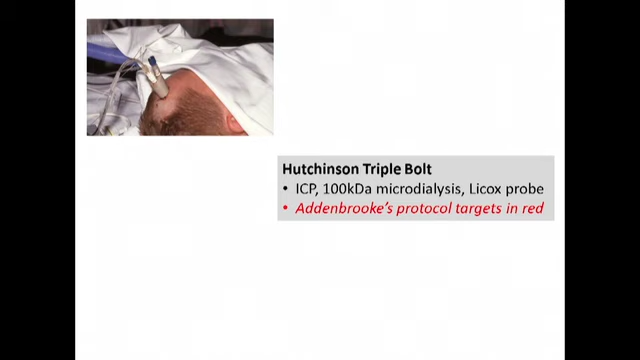 Hutchinson Triple Bolt
• ICP, 100kDa microdialysis, Licox probe
• Addenbrooke's protocol targets in red